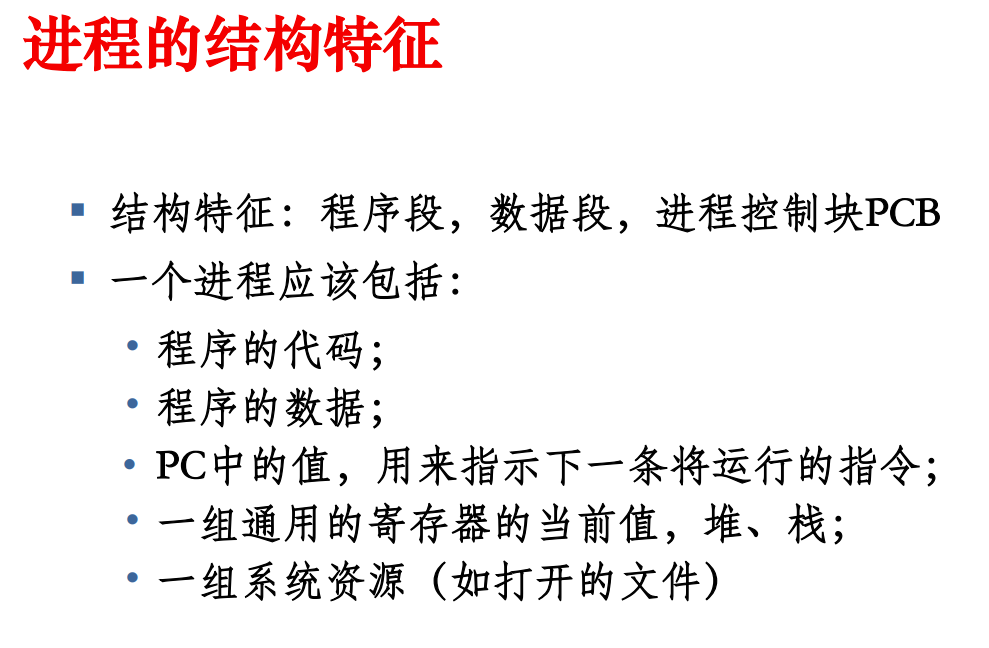 进程的结构特征
结构特征：程序段，数据段，进程控制块PCB
一个进程应该包括：
程序的代码；
程序的数据；
PC中的值，用来指示下一条将运行的指令；
一组通用的寄存器的当前值，堆、栈；
一组系统资源（如打开的文件）